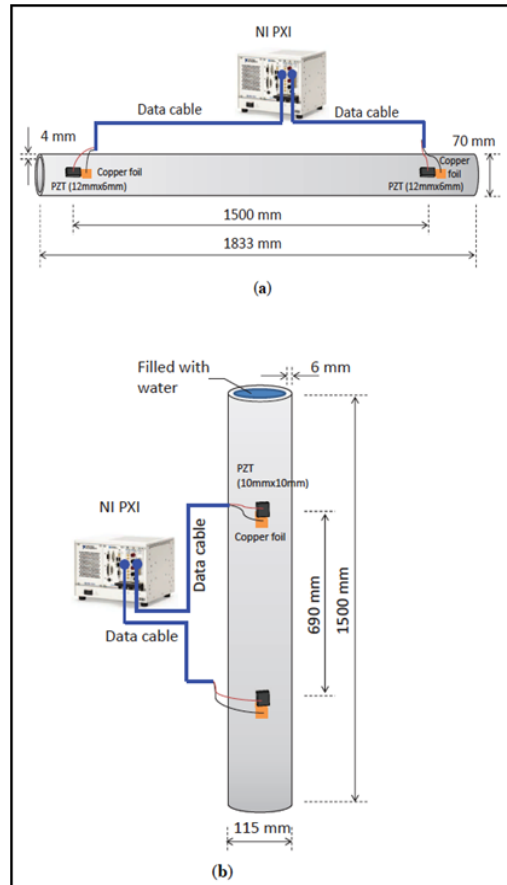 NI PXI
Data cable
Data cable
4 mm
70 mm
Copper foil
Copper
foil
PZT (12mmx6mm)
PZT (12mmx6mm)
1500 mm
1833 mm
(a)
Filled with
water
6 mm
PZT
(10mmx10mm)
NI PXI
Data cable
Copper foil
Data cable
690 mm
1500 mm
115 mm
(b)